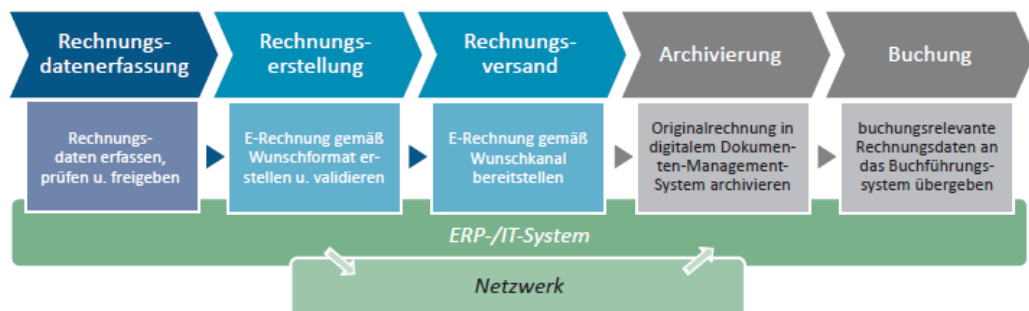 Rechnungs-
datenerfassung
Rechnungs-
erstellung
Rechnungs-
versand
Archivierung
Buchung
Rechnungs-
daten erfassen,
prüfen u. freigeben
E-Rechnung gemäß
Wunschformat er-
stellen u. validieren
E-Rechnung gemäß
Wunschkanal
bereitstellen
Originalrechnung in
digitalem Dokumen-
ten-Management-
System archivieren
buchungsrelevante
Rechnungsdaten an
das Buchführungs-
system übergeben
ERP-/IT-System
Netzwerk